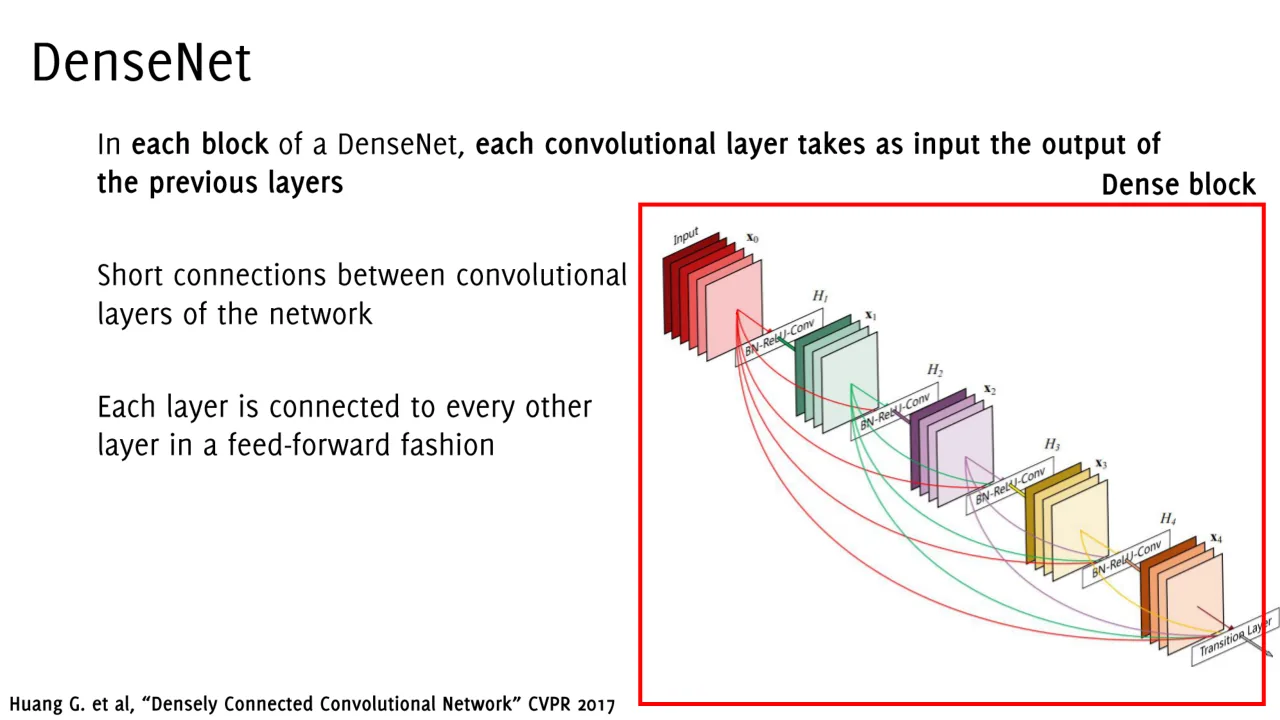 DenseNet
In each block of a DenseNet, each convolutional layer takes as input the output of
the previous layers
Dense block
Short connections between convolutional
layers of the network
Each layer is connected to every other
layer in a feed-forward fashion
Input
x0
H1
BN-ReLU-Conv
x1
H2
BN-ReLU-Conv
x2
H3
BN-ReLU-Conv
x3
H4
BN-ReLU-Conv
x4
Transition Layer
Huang G. et al, “Densely Connected Convolutional Network” CVPR 2017